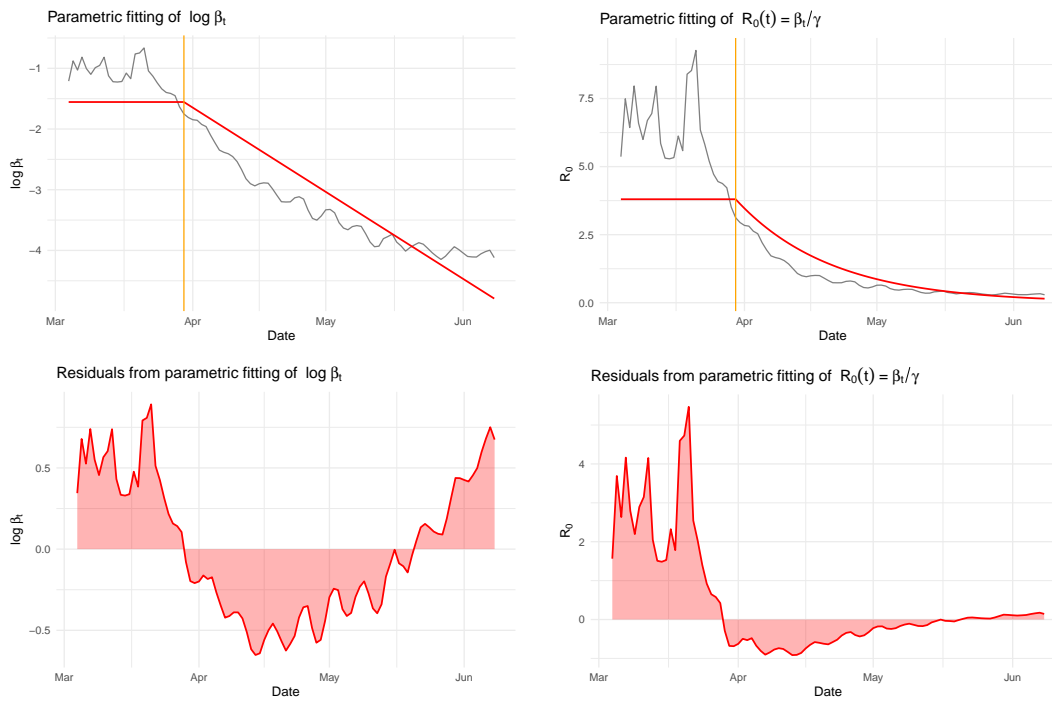 Parametric fitting of log βt
−1
−2
−3
−4
log βt
Mar
Apr
May
Jun
Date
Parametric fitting of R0(t) = βt/γ
7.5
5.0
2.5
0.0
R0
Mar
Apr
May
Jun
Date
Residuals from parametric fitting of log βt
0.5
0.0
−0.5
log βt
Mar
Apr
May
Jun
Date
Residuals from parametric fitting of R0(t) = βt/γ
4
2
0
R0
Mar
Apr
May
Jun
Date